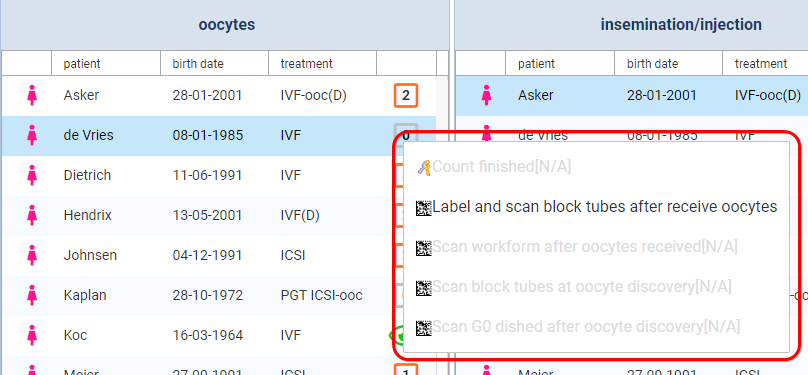 oocytes
patient birth date treatment
Asker 28-01-2001 IVF-ooc(D) 2
de Vries 08-01-1985 IVF 0
Dietrich 11-06-1991 IVF
Hendrix 13-05-2001 IVF(D)
Johnsen 04-12-1991 ICSI
Kaplan 28-10-1972 PGT ICSI-ooc
Koc 16-03-1964 IVF
Meier 27-09-1991 ICSI 1
insemination/injection
patient birth date treatment
Asker 28-01-2001 IVF-ooc(D)
de Vries 08-01-1985 IVF
Count finished[N/A]
Label and scan block tubes after receive oocytes
Scan workform after oocytes received[N/A]
Scan block tubes at oocyte discovery[N/A]
Scan G0 dished after oocyte discovery[N/A]
Meier 27-09-1991 ICSI